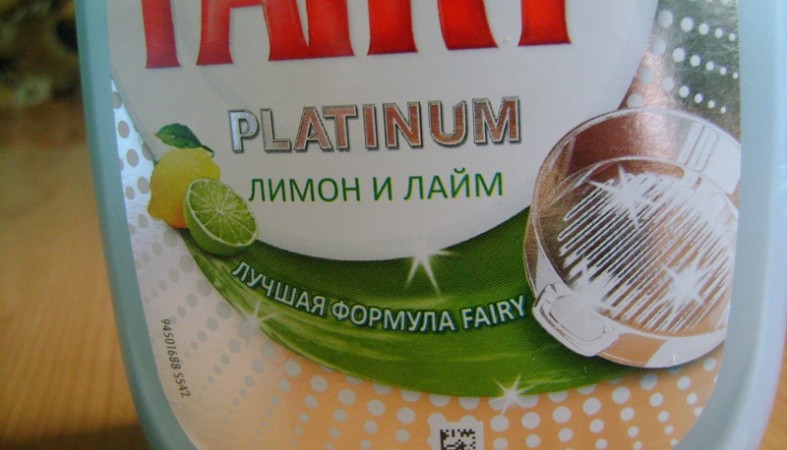 FAIRY
PLATINUM
ЛИМОН И ЛАЙМ
ЛУЧШАЯ ФОРМУЛА FAIRY
94501688 5542